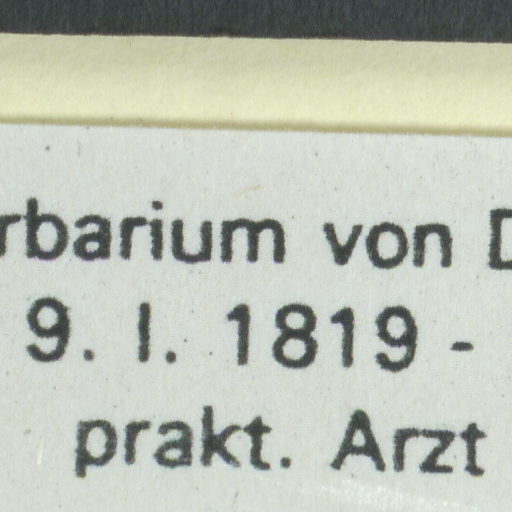 rbarium von D
9. I. 1819 -
prakt. Arzt